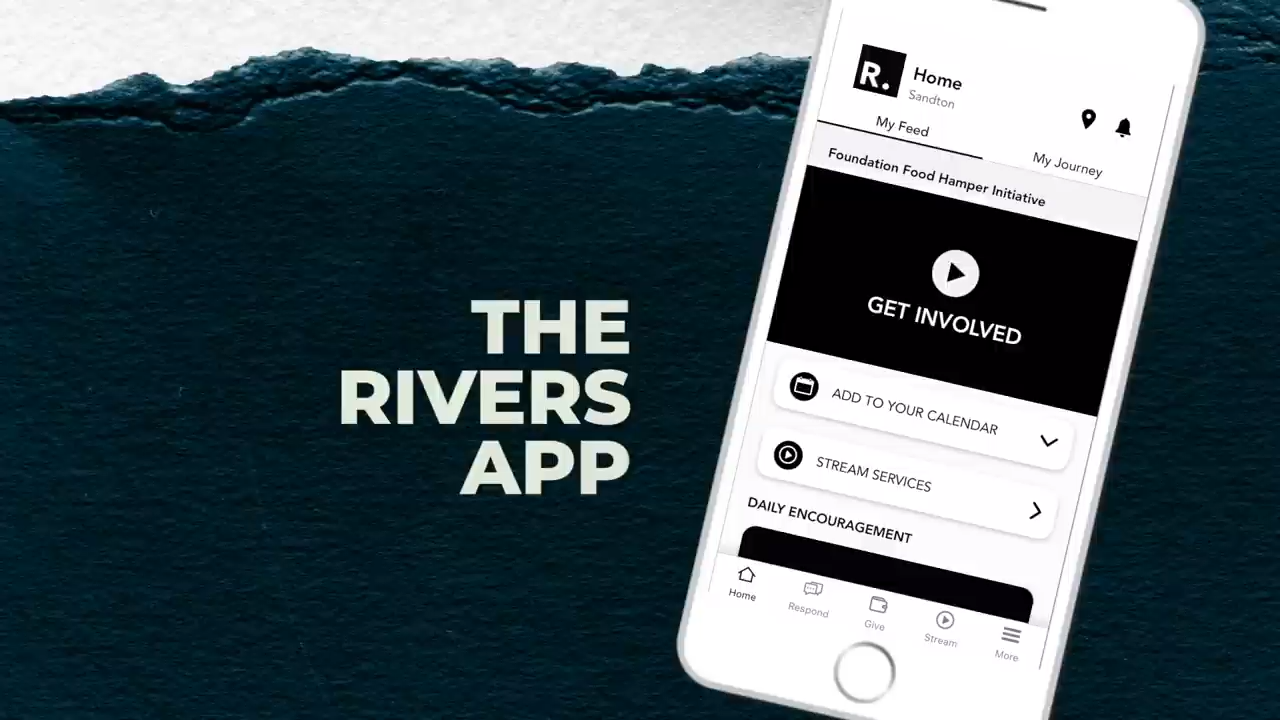 THE
RIVERS
APP
R.
Home
Sandton
My Feed
My Journey
Foundation Food Hamper Initiative
GET INVOLVED
ADD TO YOUR CALENDAR
STREAM SERVICES
DAILY ENCOURAGEMENT
Home
Respond
Give
Stream
More